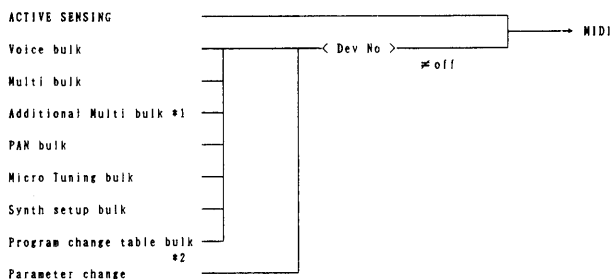 ACTIVE SENSING
MIDI
Voice bulk
< Dev No >
≠off
Multi bulk
Additional Multi bulk *1
PAN bulk
Micro Tuning bulk
Synth setup bulk
Program change table bulk
*2
Parameter change